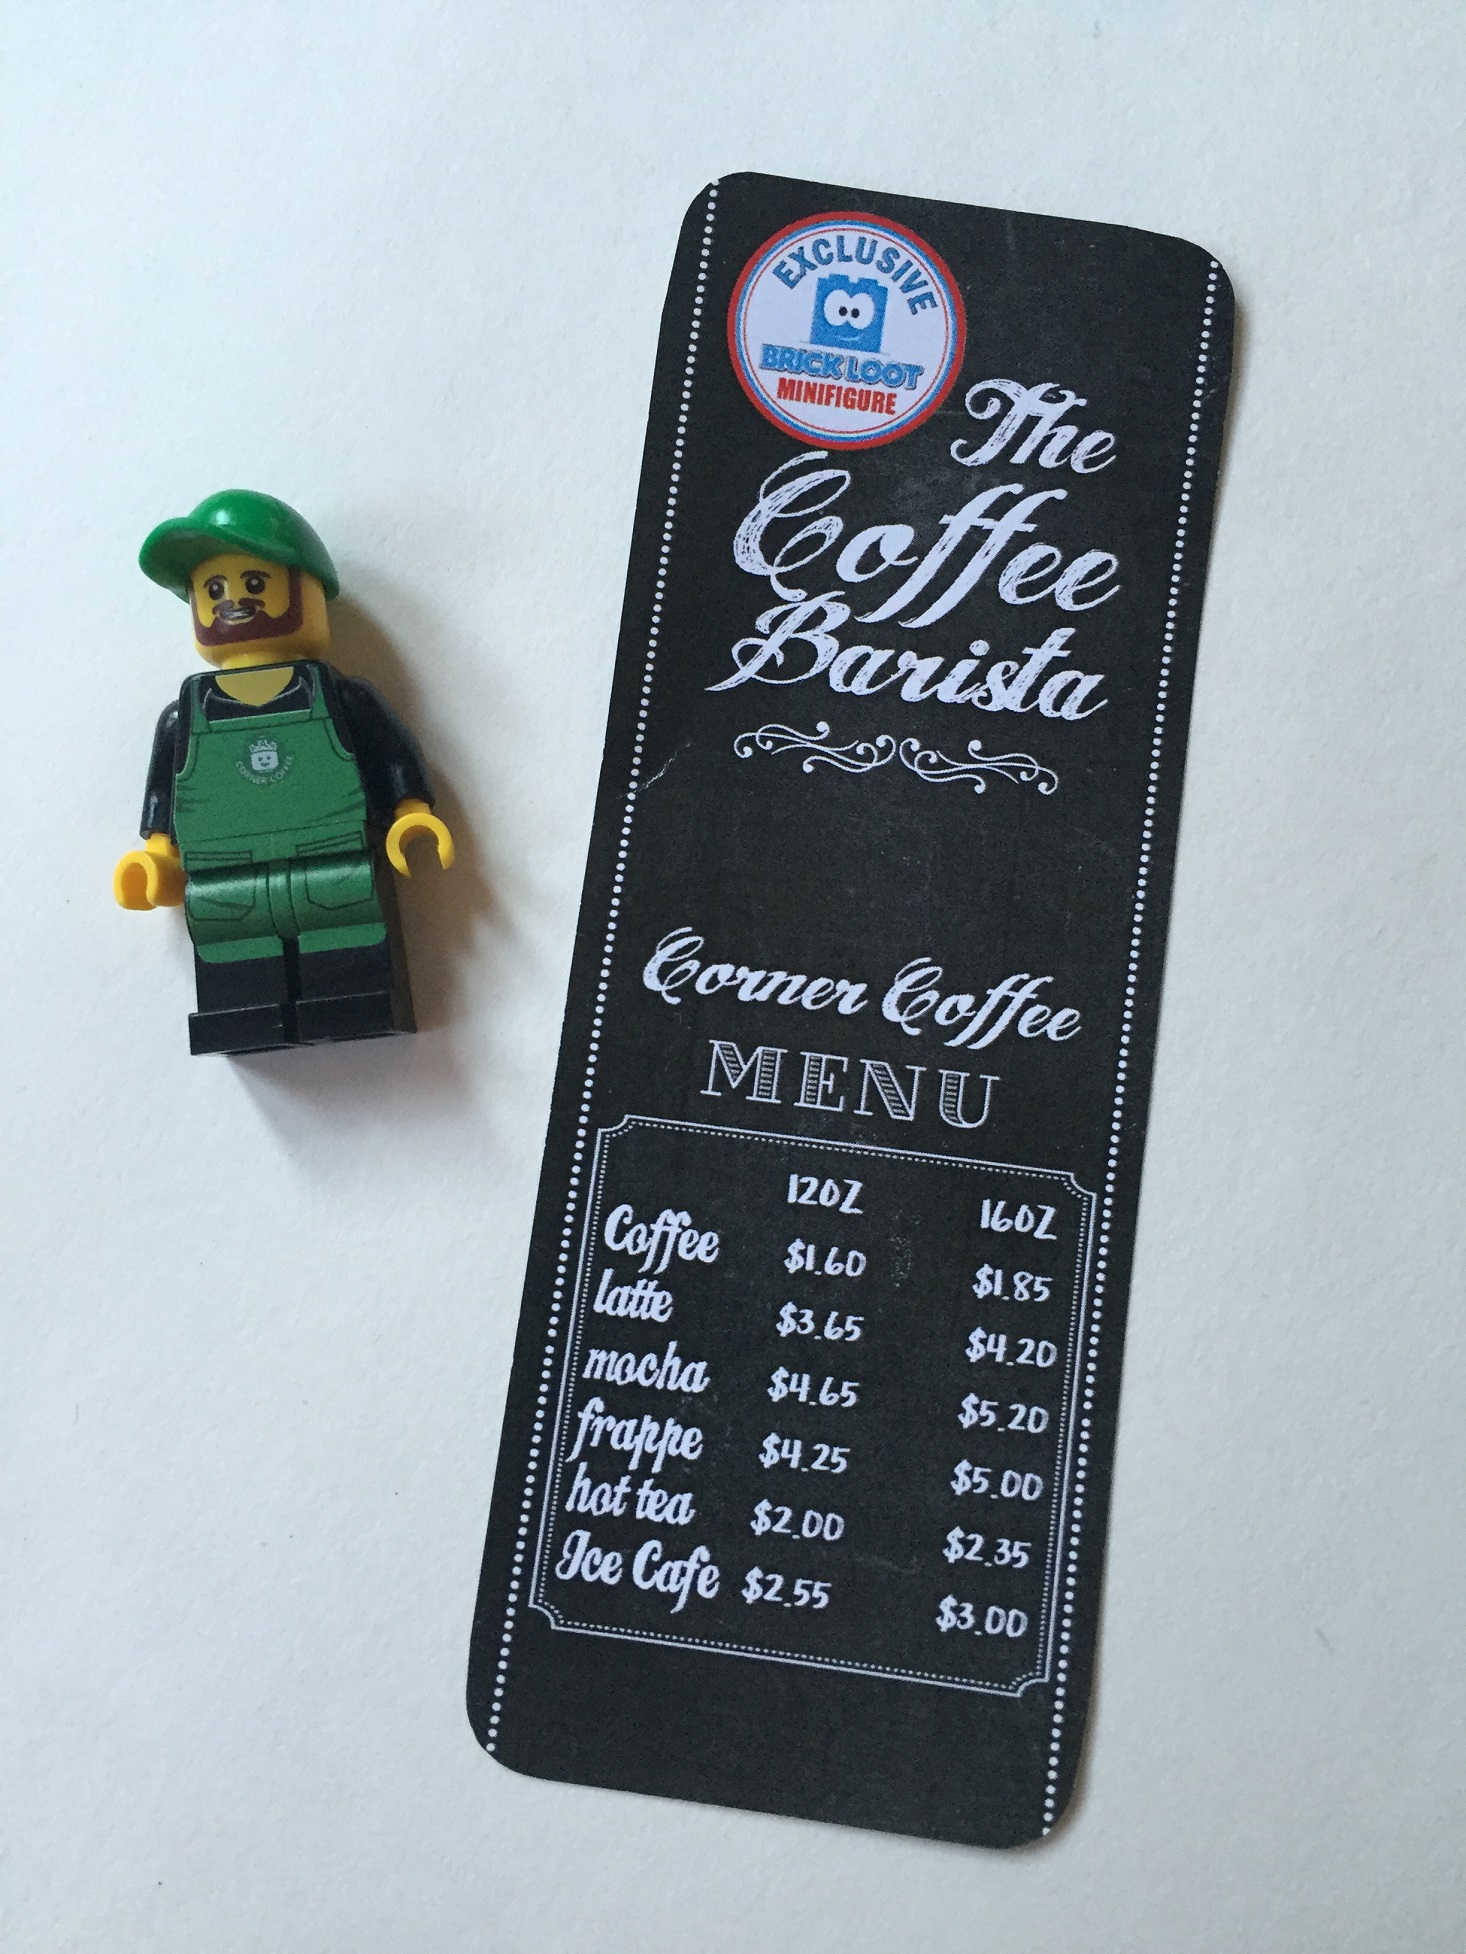 EXCLUSIVE
BRICK LOOT
MINIFIGURE
The
Coffee
Barista
CORNER COFFEE
Corner Coffee
MENU
12OZ 16OZ
Coffee $1.60 $1.85
latte $3.65 $4.20
mocha $4.65 $5.20
frappe $4.25 $5.00
hot tea $2.00 $2.35
Ice Cafe $2.55 $3.00